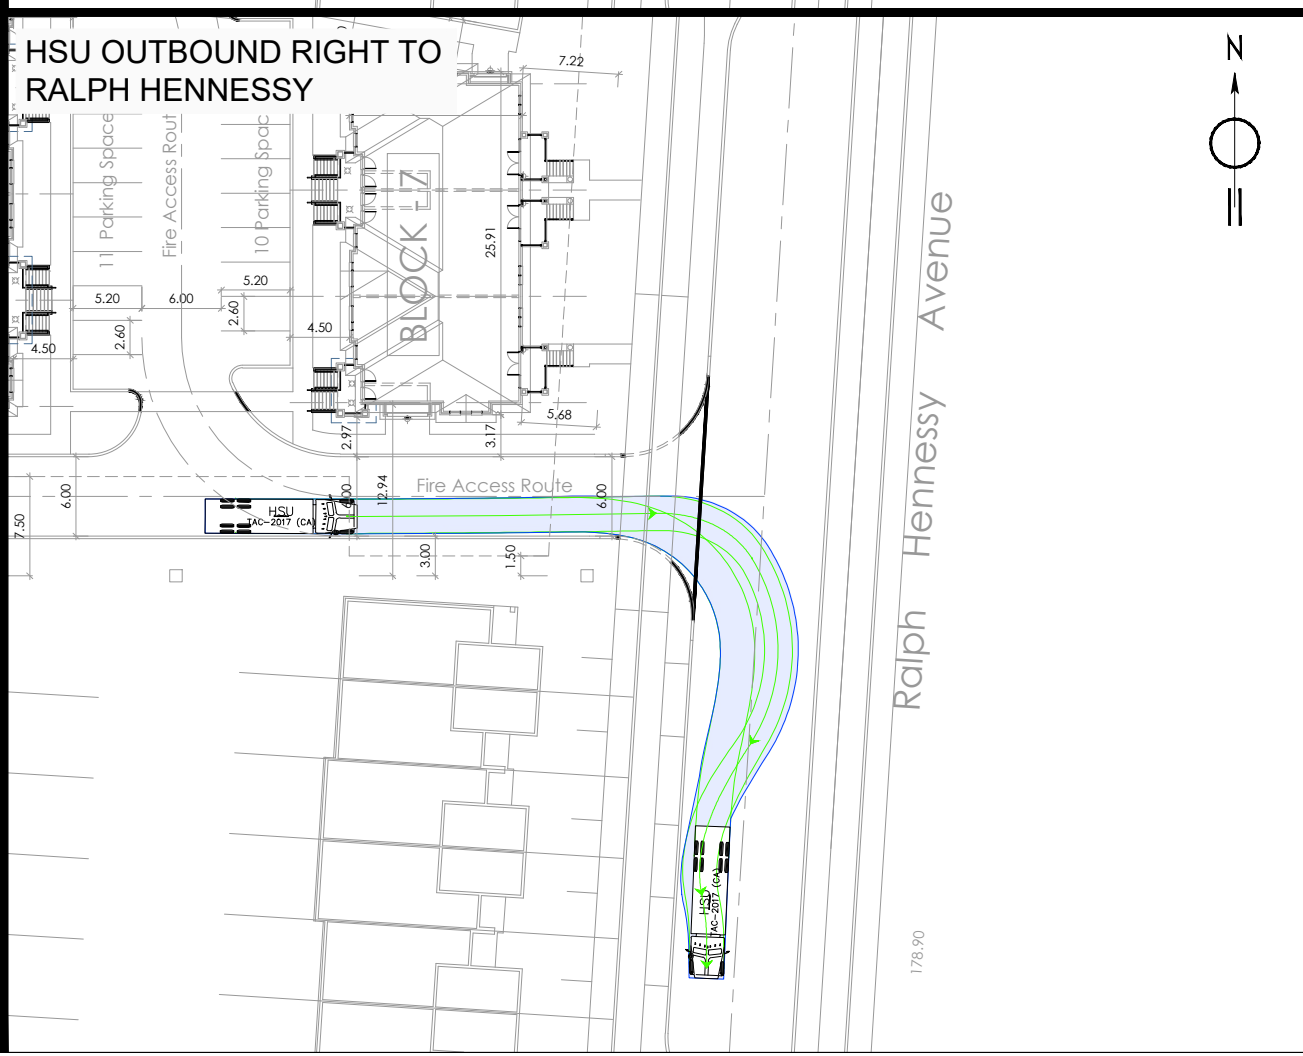 HSU OUTBOUND RIGHT TO
RALPH HENNESSY
N
7.22
11 Parking Space
Fire Access Rout
10 Parking Spac
BLOCK - 7
25.91
5.20
6.00
5.20
2.60
2.60
4.50
4.50
5.68
2.97
3.17
12.94
6.00
6.00
6.00
7.50
3.00
1.50
Fire Access Route
HSU
TAC-2017 (CA)
HSU
TAC-2017 (CA)
Ralph Hennessy Avenue
178.90